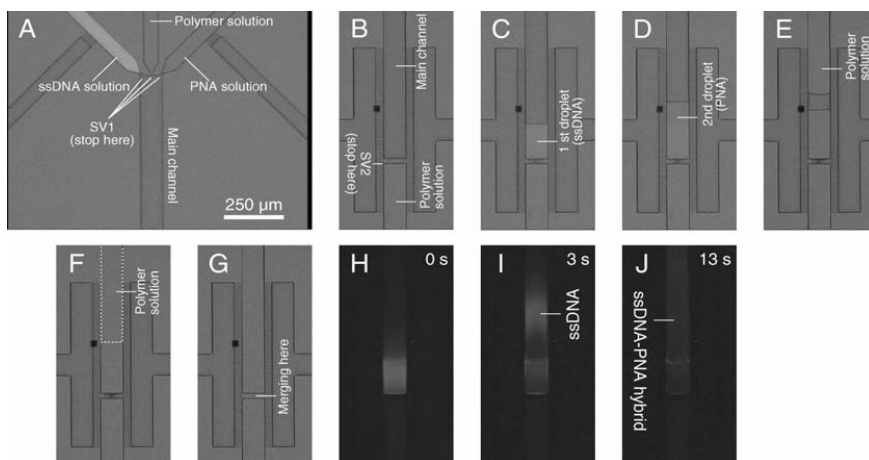 A
Polymer solution
ssDNA solution
PNA solution
SV1
(stop here)
Main channel
250 µm
B
Main channel
SV2
(stop here)
Polymer solution
C
1 st droplet
(ssDNA)
D
2nd droplet
(PNA)
E
Polymer
solution
F
Polymer
solution
G
Merging here
H
0 s
I
3 s
ssDNA
J
13 s
ssDNA-PNA hybrid